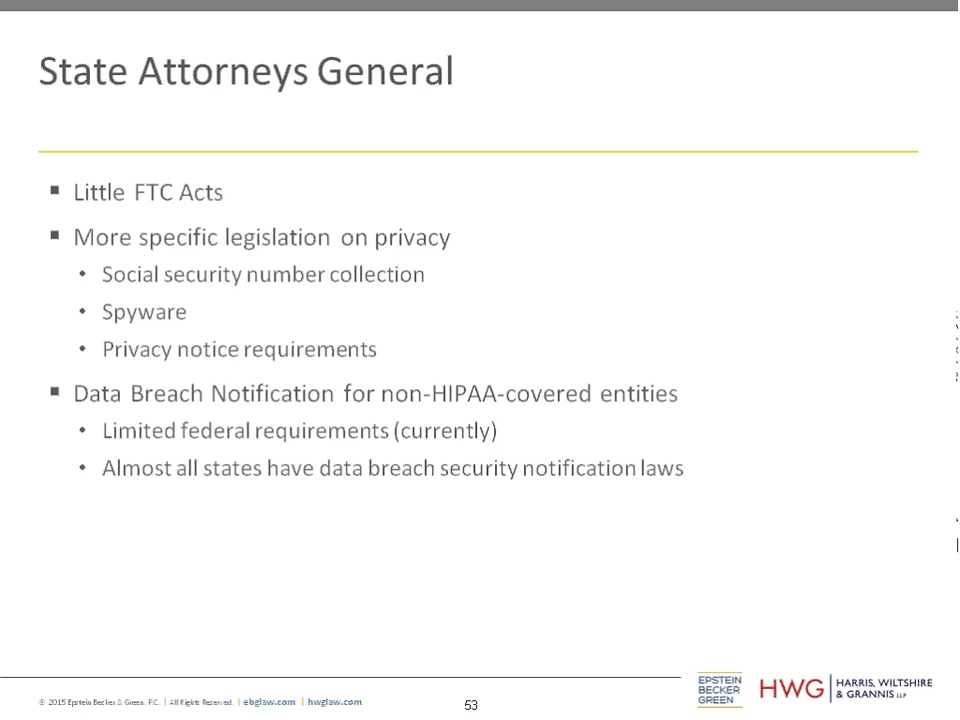 State Attorneys General
▪ Little FTC Acts
▪ More specific legislation on privacy
• Social security number collection
• Spyware
• Privacy notice requirements
▪ Data Breach Notification for non-HIPAA-covered entities
• Limited federal requirements (currently)
• Almost all states have data breach security notification laws
© 2015 Epstein Becker & Green, P.C. | All Rights Reserved. | ebglaw.com | hwglaw.com
53
EPSTEIN
BECKER
GREEN
HWG | HARRIS, WILTSHIRE
& GRANNIS LLP